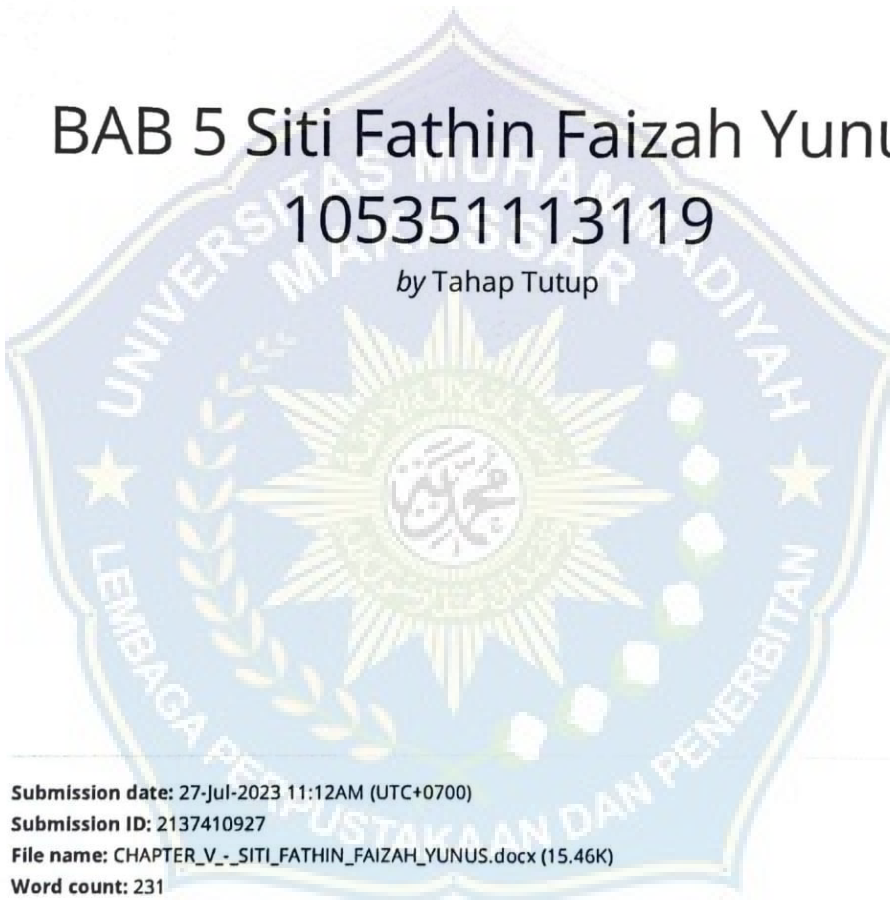 BAB 5 Siti Fathin Faizah Yunu
105351113119
by Tahap Tutup
UNIVERSITAS MUHAMMADIYAH
MAKASSAR
LEMBAGA PERPUSTAKAAN DAN PENERBITAN
محمد
Submission date: 27-Jul-2023 11:12AM (UTC+0700)
Submission ID: 2137410927
File name: CHAPTER_V_-_SITI_FATHIN_FAIZAH_YUNUS.docx (15.46K)
Word count: 231